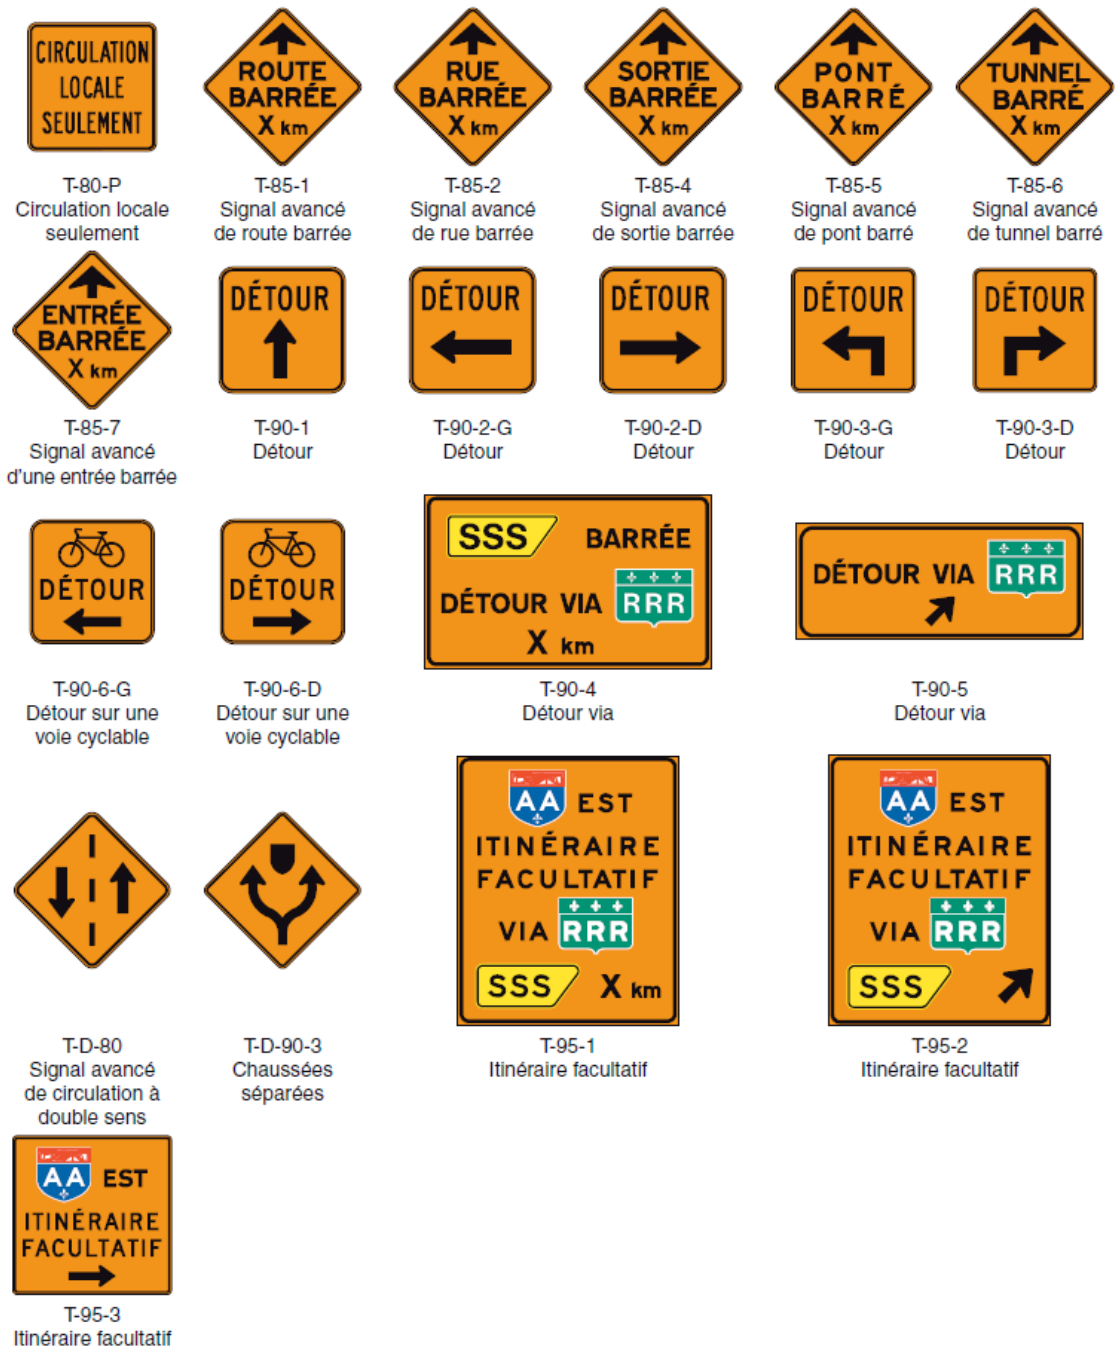 CIRCULATION
LOCALE
SEULEMENT
T-80-P
Circulation locale
seulement
ROUTE
BARRÉE
X km
T-85-1
Signal avancé
de route barrée
RUE
BARRÉE
X km
T-85-2
Signal avancé
de rue barrée
SORTIE
BARRÉE
X km
T-85-4
Signal avancé
de sortie barrée
PONT
BARRÉ
X km
T-85-5
Signal avancé
de pont barré
TUNNEL
BARRÉ
X km
T-85-6
Signal avancé
de tunnel barré
ENTRÉE
BARRÉE
X km
T-85-7
Signal avancé
d'une entrée barrée
DÉTOUR
T-90-1
Détour
DÉTOUR
T-90-2-G
Détour
DÉTOUR
T-90-2-D
Détour
DÉTOUR
T-90-3-G
Détour
DÉTOUR
T-90-3-D
Détour
DÉTOUR
T-90-6-G
Détour sur une
voie cyclable
DÉTOUR
T-90-6-D
Détour sur une
voie cyclable
SSS BARRÉE
DÉTOUR VIA RRR
X km
T-90-4
Détour via
DÉTOUR VIA RRR
T-90-5
Détour via
T-D-80
Signal avancé
de circulation à
double sens
T-D-90-3
Chaussées
séparées
AA EST
ITINÉRAIRE
FACULTATIF
VIA RRR
SSS X km
T-95-1
Itinéraire facultatif
AA EST
ITINÉRAIRE
FACULTATIF
VIA RRR
SSS
T-95-2
Itinéraire facultatif
AA EST
ITINÉRAIRE
FACULTATIF
T-95-3
Itinéraire facultatif